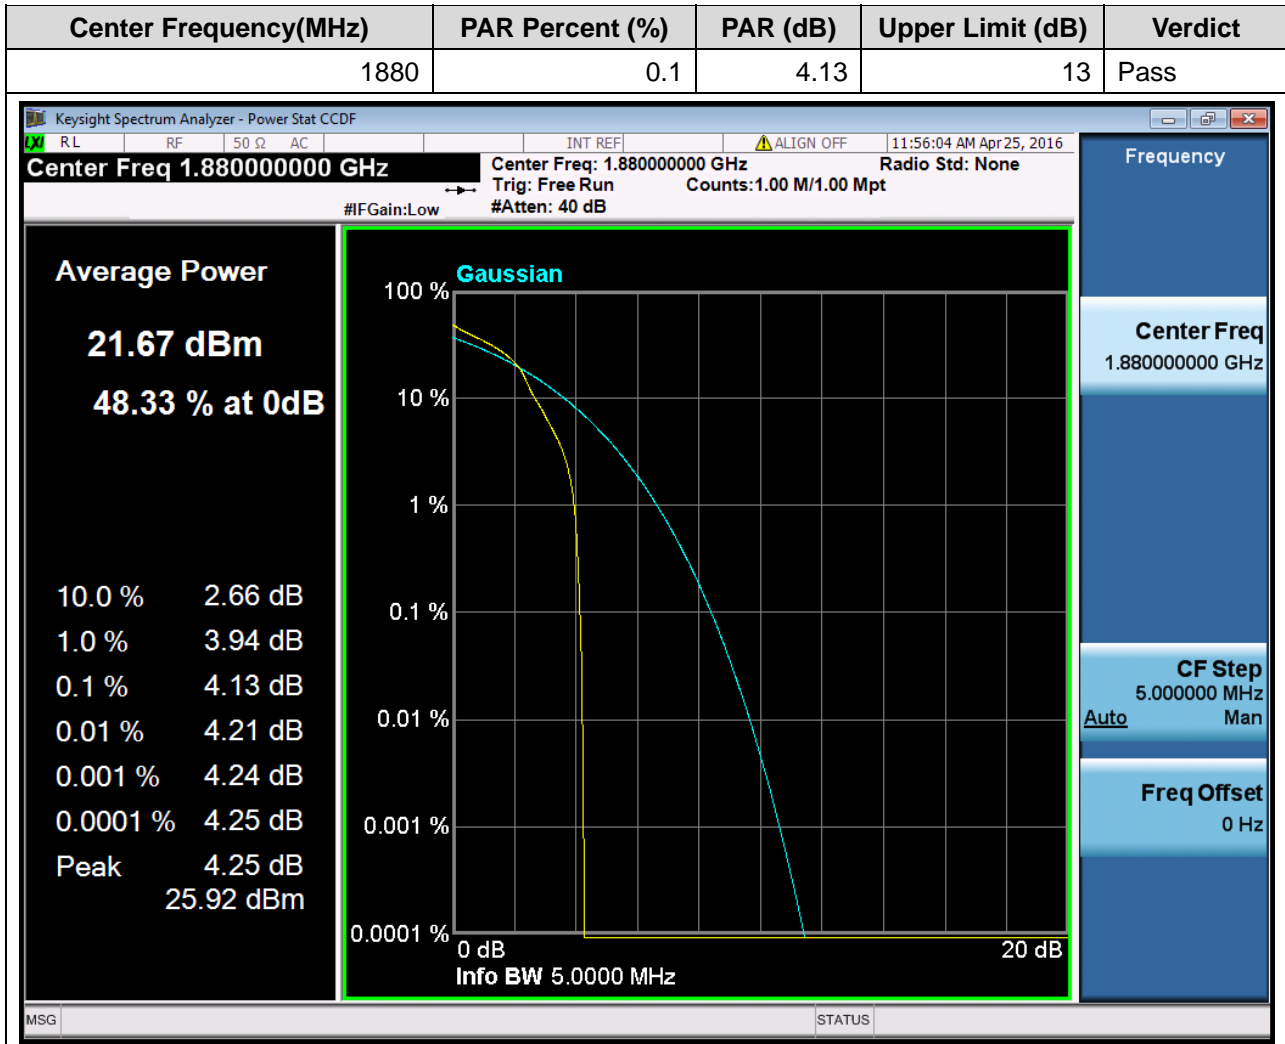 Center Frequency(MHz) PAR Percent (%) PAR (dB) Upper Limit (dB) Verdict
1880 0.1 4.13 13 Pass
Keysight Spectrum Analyzer - Power Stat CCDF
LXI RL RF 50 Ω AC INT REF ALIGN OFF 11:56:04 AM Apr 25, 2016
Center Freq 1.880000000 GHz
Center Freq: 1.880000000 GHz Radio Std: None
Trig: Free Run Counts:1.00 M/1.00 Mpt
#IFGain:Low #Atten: 40 dB
Average Power
21.67 dBm
48.33 % at 0dB
10.0 % 2.66 dB
1.0 % 3.94 dB
0.1 % 4.13 dB
0.01 % 4.21 dB
0.001 % 4.24 dB
0.0001 % 4.25 dB
Peak 4.25 dB
25.92 dBm
Gaussian
100 %
10 %
1 %
0.1 %
0.01 %
0.001 %
0.0001 %
0 dB 20 dB
Info BW 5.0000 MHz
Frequency
Center Freq
1.880000000 GHz
CF Step
5.000000 MHz
Auto Man
Freq Offset
0 Hz
MSG STATUS